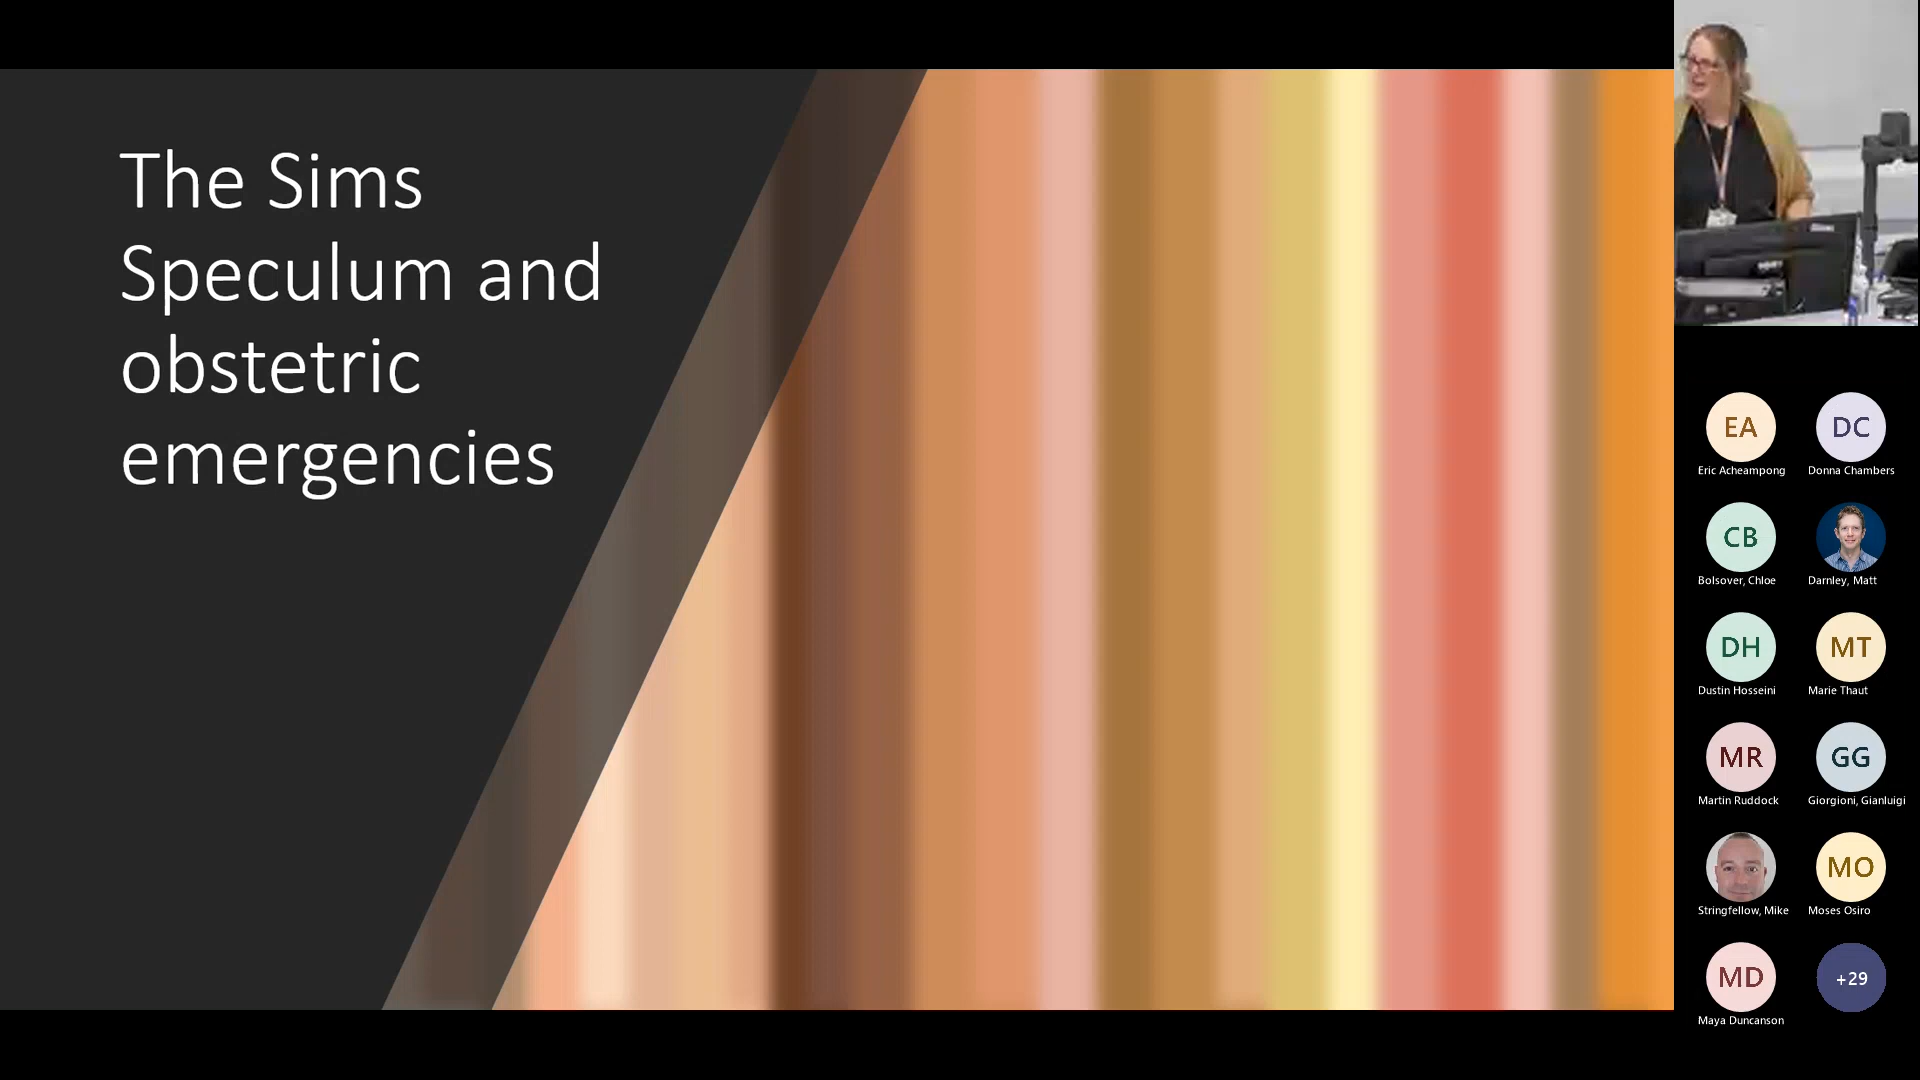 The Sims
Speculum and
obstetric
emergencies
EA
DC
Eric Acheampong
Donna Chambers
CB
Bolsover, Chloe
Darnley, Matt
DH
MT
Dustin Hosseini
Marie Thaut
MR
GG
Martin Ruddock
Giorgioni, Gianluigi
MO
Stringfellow, Mike
Moses Osiro
MD
+29
Maya Duncanson